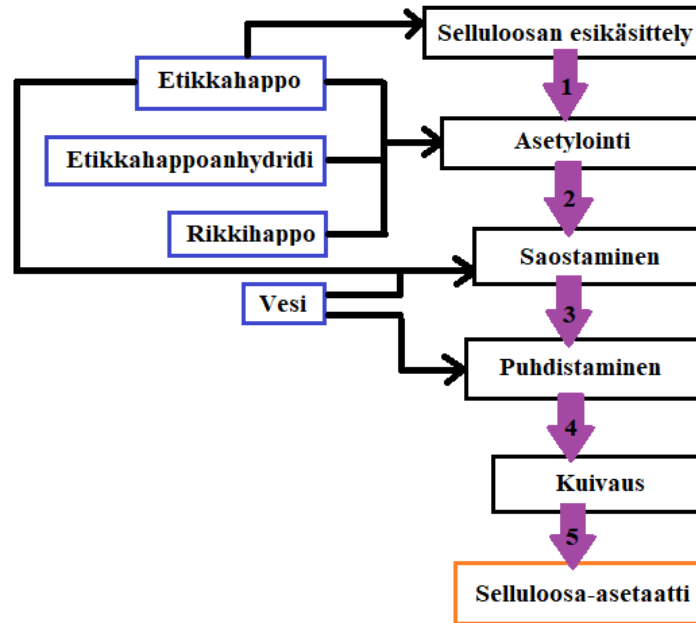 Selluloosan esikäsittely
Etikkahappo
1
Asetylointi
Etikkahappoanhydridi
2
Rikkihappo
Saostaminen
Vesi
3
Puhdistaminen
4
Kuivaus
5
Selluloosa-asetaatti